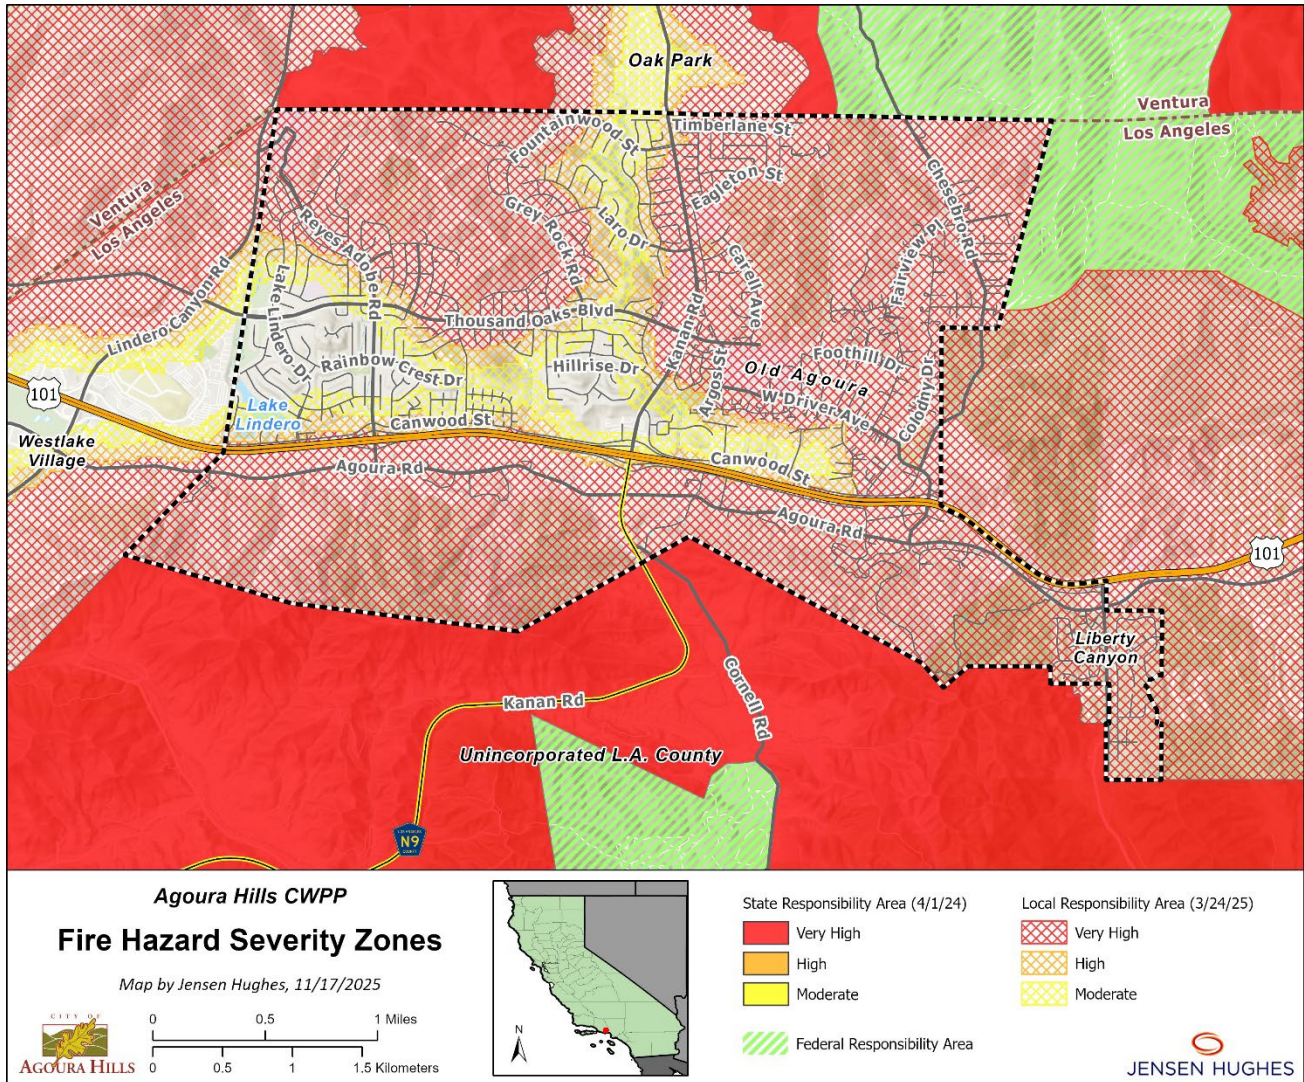 Oak Park
Ventura
Los Angeles
Timberlane St
Fountainwood St
Chesebro Rd
Eagleton St
Ventura
Los Angeles
Reyes Adobe Rd
Grey Rock Rd
Laro Dr
Fairview Pl
Carell Ave
Lindero Canyon Rd
Lake Lindero Dr
Thousand Oaks Blvd
Kanan Rd
Foothill Dr
Rainbow Crest Dr
Hillrise Dr
Argos St
Old Agoura
W Driver Ave
Colodny Dr
101
Lake
Lindero
Canwood St
Westlake
Village
Agoura Rd
Canwood St
Agoura Rd
101
Liberty
Canyon
Cornell Rd
Kanan Rd
Unincorporated L.A. County
N9
Agoura Hills CWPP
Fire Hazard Severity Zones
Map by Jensen Hughes, 11/17/2025
CITY OF
AGOURA HILLS
0 0.5 1 Miles
0 0.5 1 1.5 Kilometers
N
State Responsibility Area (4/1/24)
Very High
High
Moderate
Federal Responsibility Area
Local Responsibility Area (3/24/25)
Very High
High
Moderate
JENSEN HUGHES